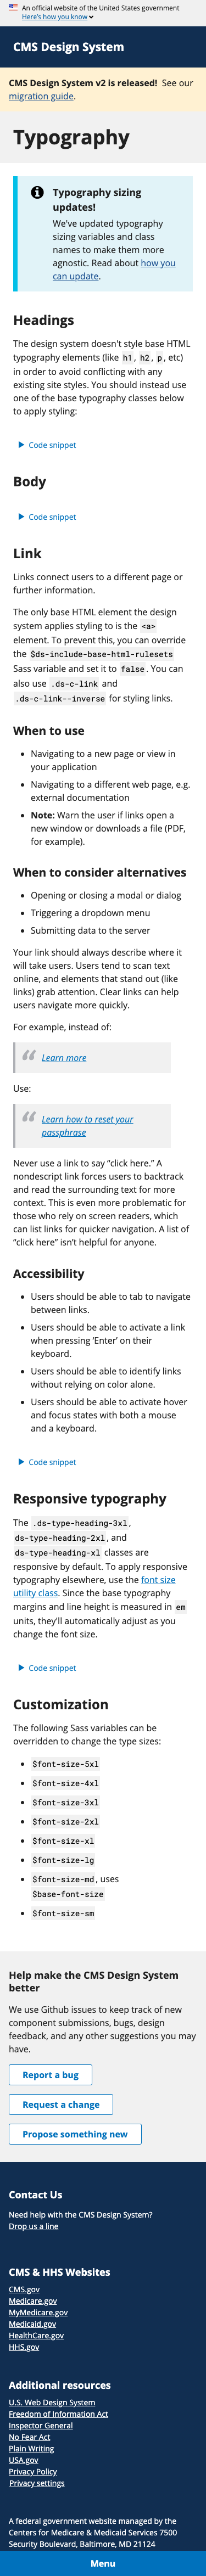 An official website of the United States government
Here's how you know
CMS Design System
CMS Design System v2 is released! See our
migration guide.
Typography
Typography sizing
updates!
We've updated typography
sizing variables and class
names to make them more
agnostic. Read about how you
can update.
Headings
The design system doesn't style base HTML
typography elements (like h1, h2, p, etc)
in order to avoid conflicting with any
existing site styles. You should instead use
one of the base typography classes below
to apply styling:
Code snippet
Body
Code snippet
Link
Links connect users to a different page or
further information.
The only base HTML element the design
system applies styling to is the <a>
element. To prevent this, you can override
the $ds-include-base-html-rulesets
Sass variable and set it to false. You can
also use .ds-c-link and
.ds-c-link--inverse for styling links.
When to use
• Navigating to a new page or view in
your application
• Navigating to a different web page, e.g.
external documentation
• Note: Warn the user if links open a
new window or downloads a file (PDF,
for example).
When to consider alternatives
• Opening or closing a modal or dialog
• Triggering a dropdown menu
• Submitting data to the server
Your link should always describe where it
will take users. Users tend to scan text
online, and elements that stand out (like
links) grab attention. Clear links can help
users navigate more quickly.
For example, instead of:
Learn more
Use:
Learn how to reset your
passphrase
Never use a link to say “click here.” A
nondescript link forces users to backtrack
and read the surrounding text for more
context. This is even more problematic for
those who rely on screen readers, which
can list links for quicker navigation. A list of
“click here” isn’t helpful for anyone.
Accessibility
• Users should be able to tab to navigate
between links.
• Users should be able to activate a link
when pressing ‘Enter’ on their
keyboard.
• Users should be able to identify links
without relying on color alone.
• Users should be able to activate hover
and focus states with both a mouse
and a keyboard.
Code snippet
Responsive typography
The .ds-type-heading-3xl,
ds-type-heading-2xl, and
ds-type-heading-xl classes are
responsive by default. To apply responsive
typography elsewhere, use the font size
utility class. Since the base typography
margins and line height is measured in em
units, they'll automatically adjust as you
change the font size.
Code snippet
Customization
The following Sass variables can be
overridden to change the type sizes:
• $font-size-5xl
• $font-size-4xl
• $font-size-3xl
• $font-size-2xl
• $font-size-xl
• $font-size-lg
• $font-size-md, uses
$base-font-size
• $font-size-sm
Help make the CMS Design System
better
We use Github issues to keep track of new
component submissions, bugs, design
feedback, and any other suggestions you may
have.
Report a bug
Request a change
Propose something new
Contact Us
Need help with the CMS Design System?
Drop us a line
CMS & HHS Websites
CMS.gov
Medicare.gov
MyMedicare.gov
Medicaid.gov
HealthCare.gov
HHS.gov
Additional resources
U.S. Web Design System
Freedom of Information Act
Inspector General
No Fear Act
Plain Writing
USA.gov
Privacy Policy
Privacy settings
A federal government website managed by the
Centers for Medicare & Medicaid Services 7500
Security Boulevard, Baltimore, MD 21124
Menu